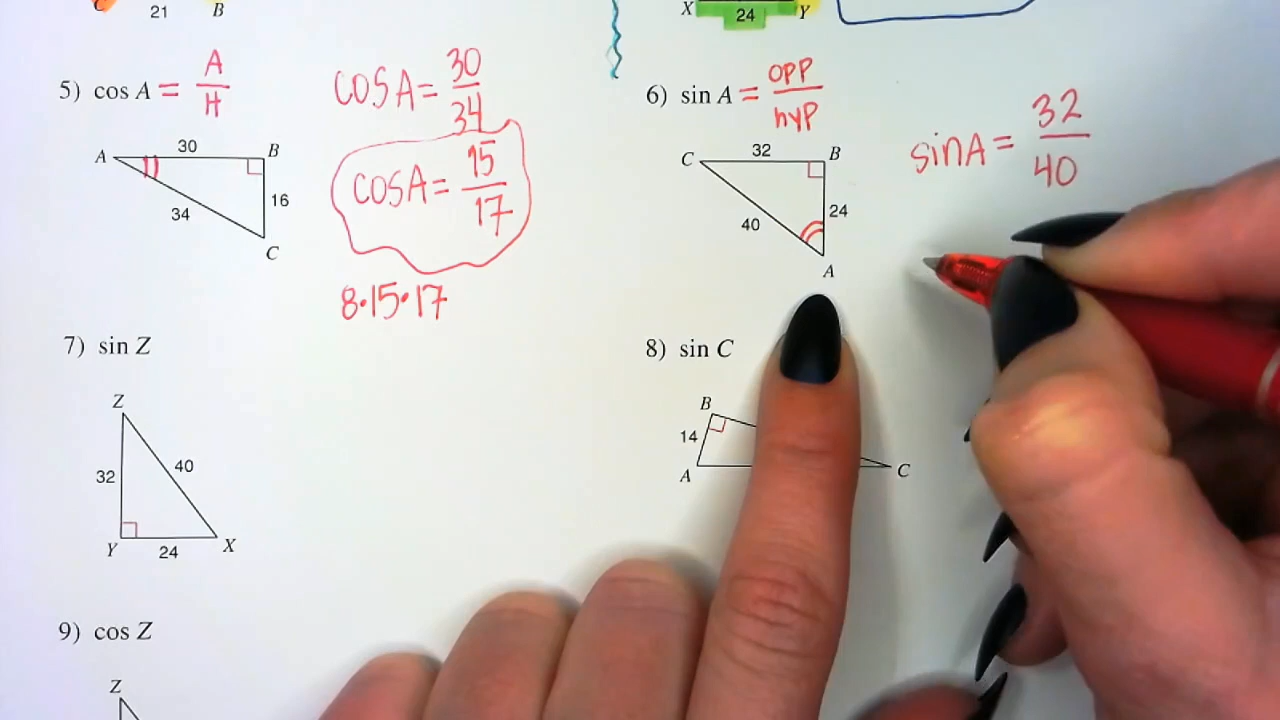 C
21
B
X
24
Y
5) cos A = A/H
COS A = 30/34
COS A = 15/17
A
30
B
16
34
C
8·15·17
6) sin A = opp/hyp
sin A = 32/40
C
32
B
24
40
A
7) sin Z
Z
32
40
Y
24
X
8) sin C
B
14
A
C
9) cos Z
Z